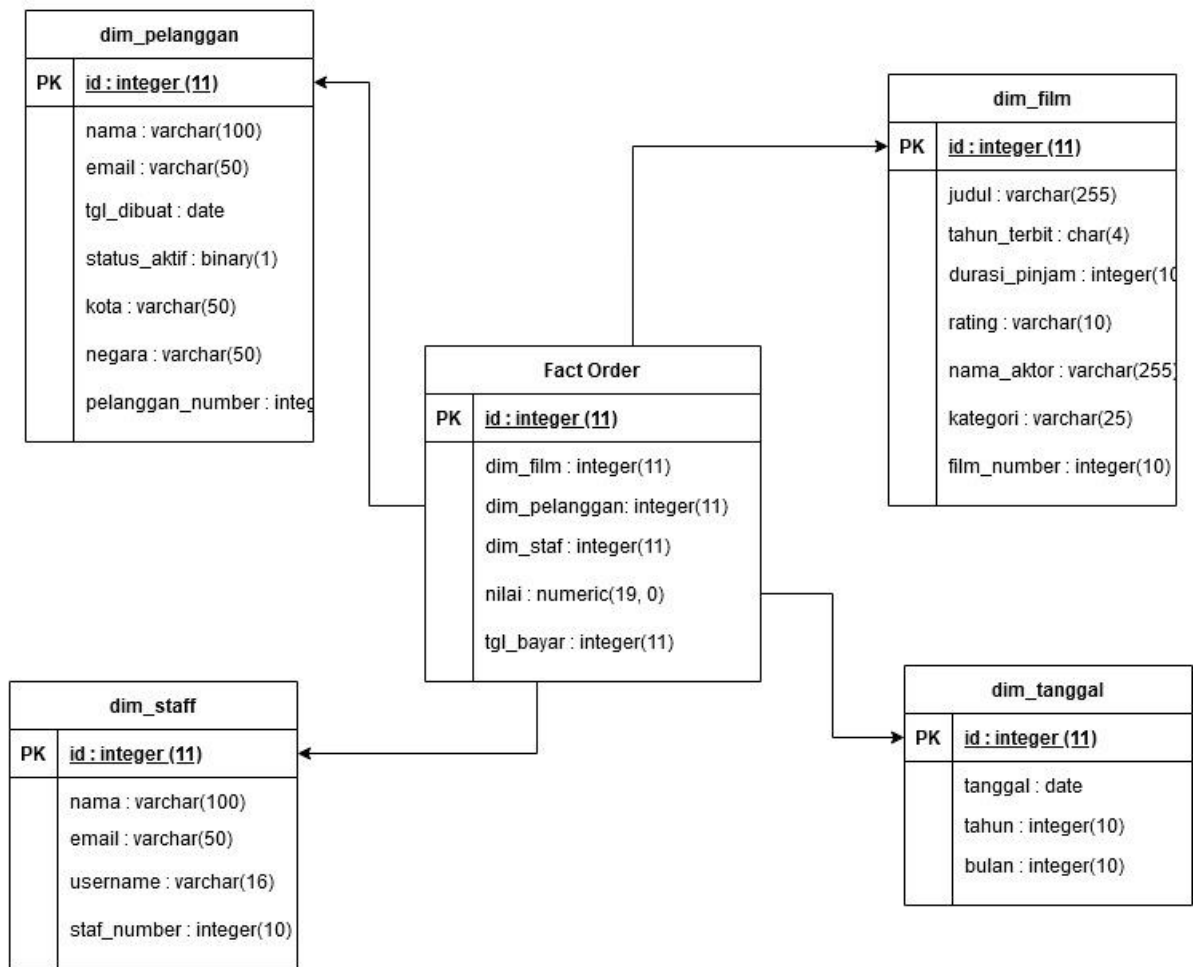 dim_pelanggan
PK id : integer (11)
nama : varchar(100)
email : varchar(50)
tgl_dibuat : date
status_aktif : binary(1)
kota : varchar(50)
negara : varchar(50)
pelanggan_number : integ
dim_film
PK id : integer (11)
judul : varchar(255)
tahun_terbit : char(4)
durasi_pinjam : integer(10
rating : varchar(10)
nama_aktor : varchar(255)
kategori : varchar(25)
film_number : integer(10)
Fact Order
PK id : integer (11)
dim_film : integer(11)
dim_pelanggan: integer(11)
dim_staf : integer(11)
nilai : numeric(19, 0)
tgl_bayar : integer(11)
dim_staff
PK id : integer (11)
nama : varchar(100)
email : varchar(50)
username : varchar(16)
staf_number : integer(10)
dim_tanggal
PK id : integer (11)
tanggal : date
tahun : integer(10)
bulan : integer(10)